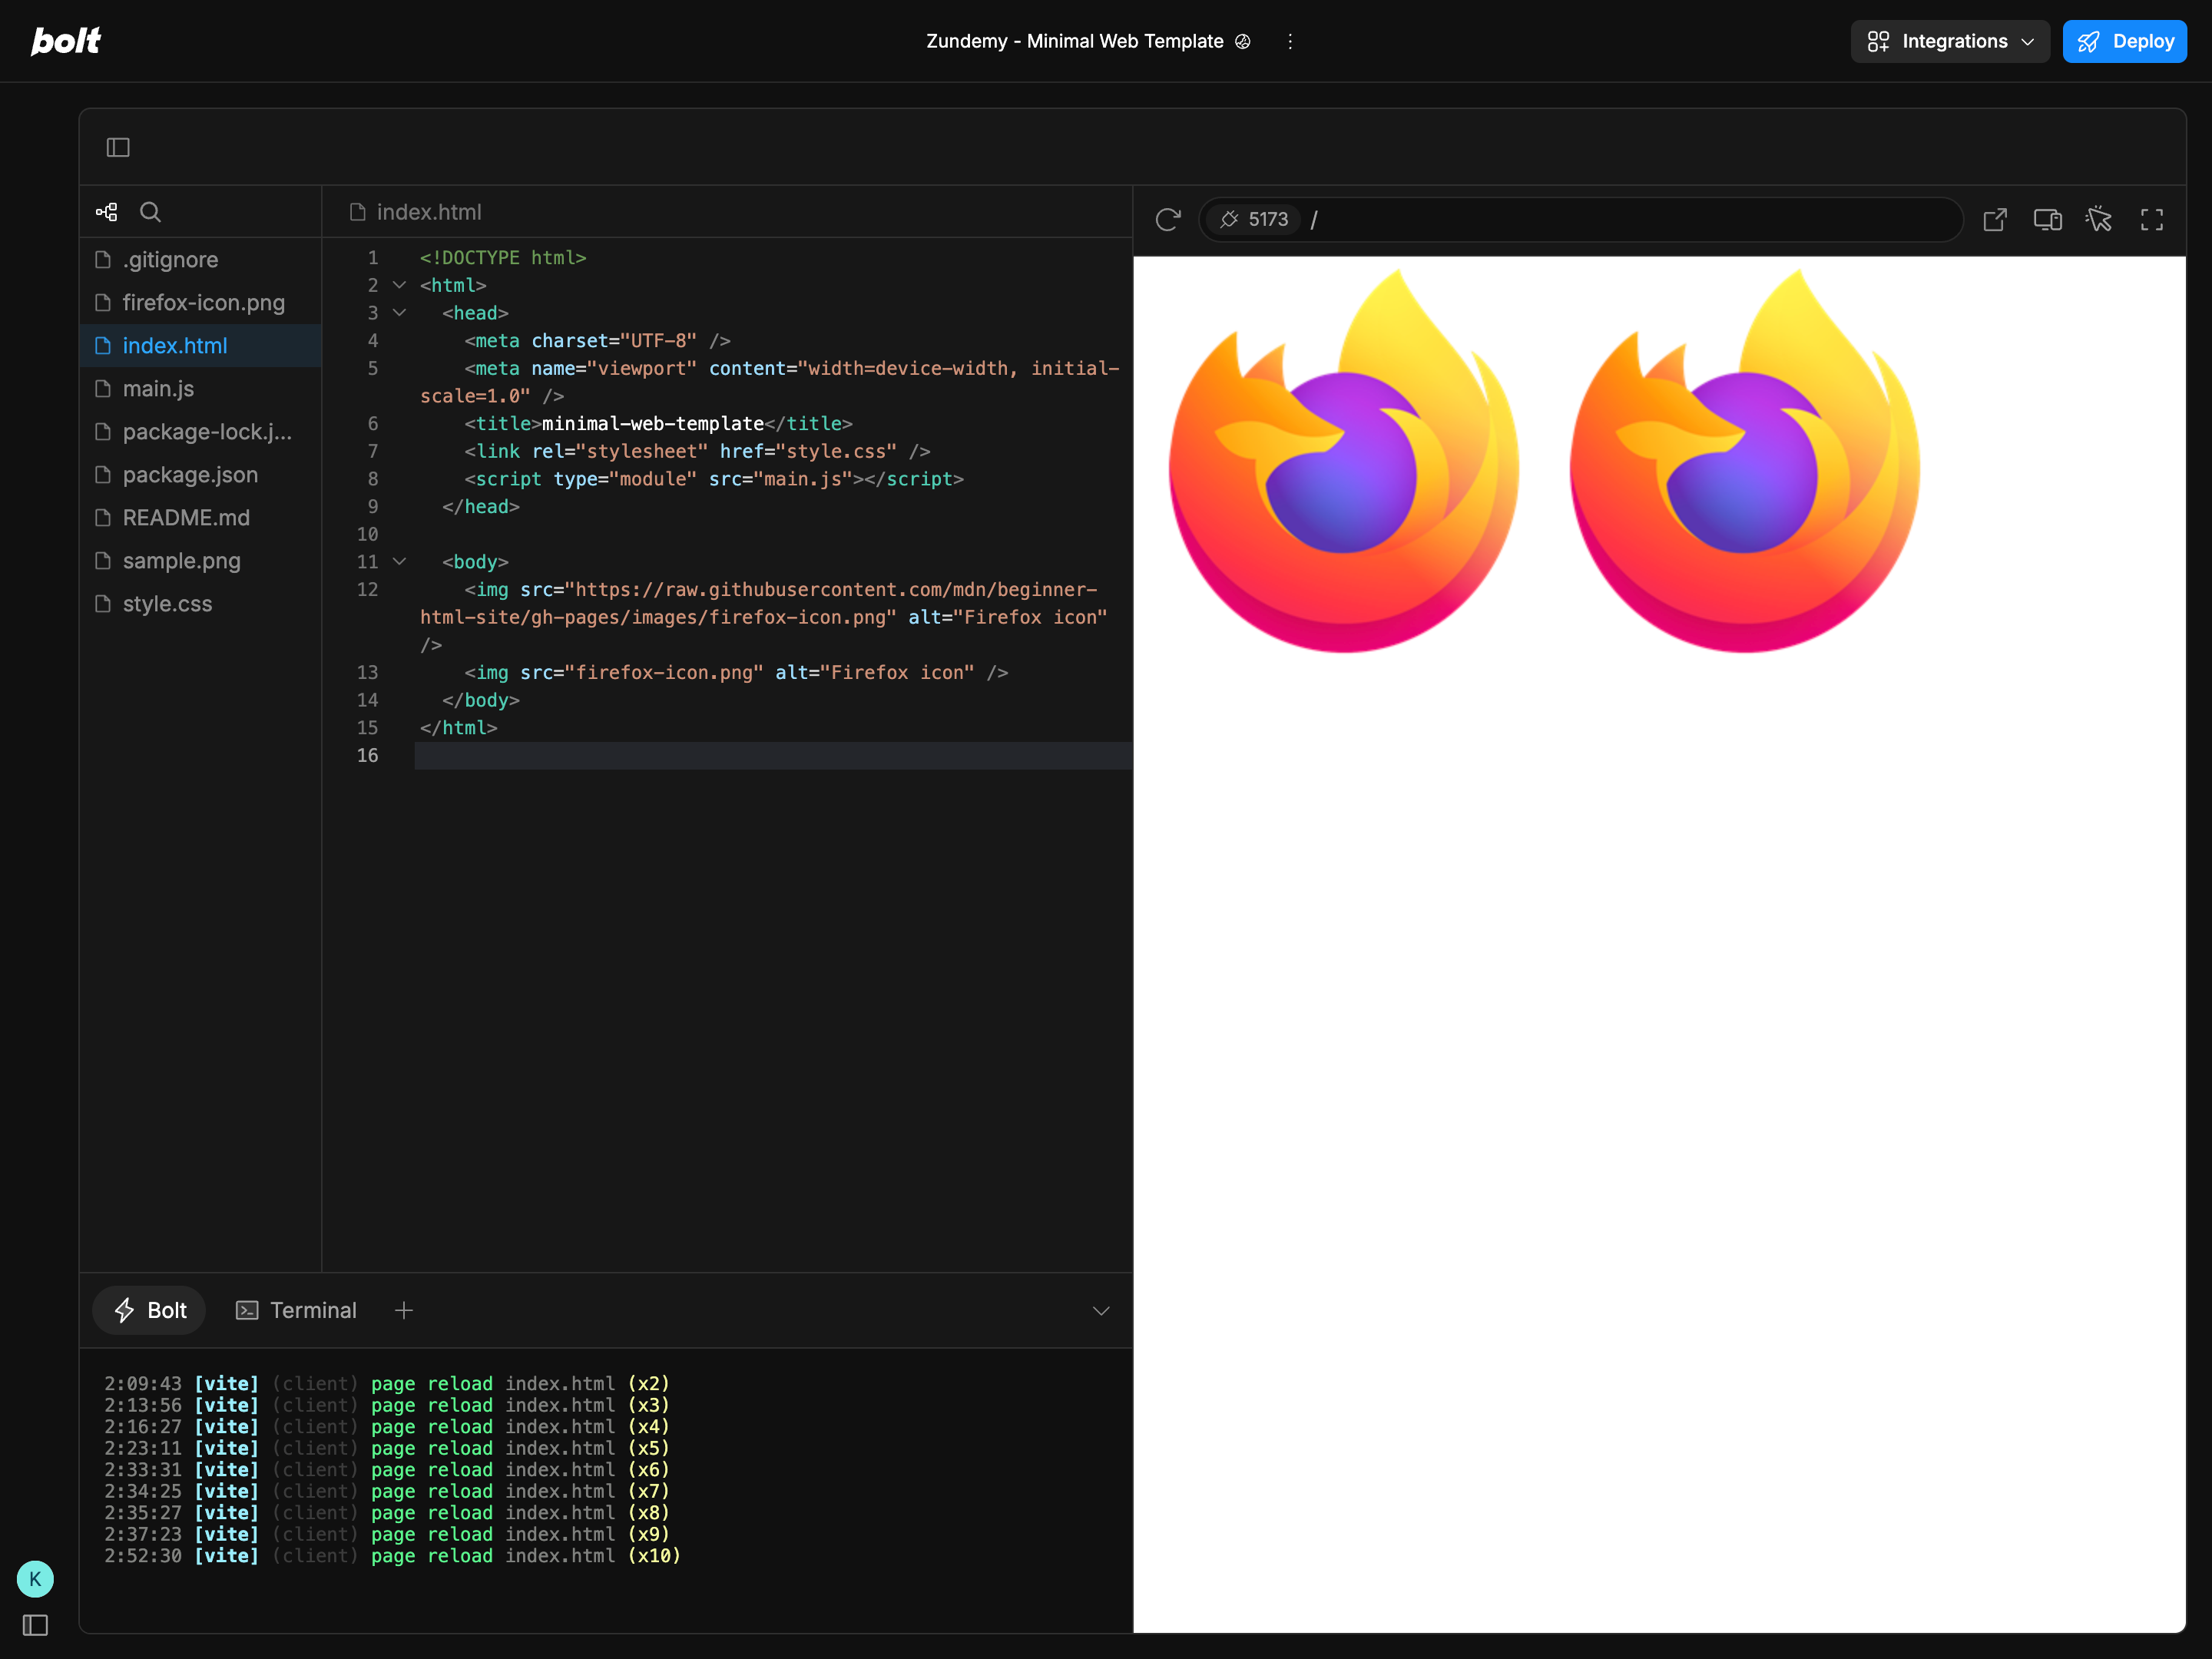 bolt
Zundemy - Minimal Web Template
Integrations
Deploy
index.html
5173 /
.gitignore
firefox-icon.png
index.html
main.js
package-lock.j...
package.json
README.md
sample.png
style.css
1 <!DOCTYPE html>
2 <html>
3 <head>
4 <meta charset="UTF-8" />
5 <meta name="viewport" content="width=device-width, initial-
scale=1.0" />
6 <title>minimal-web-template</title>
7 <link rel="stylesheet" href="style.css" />
8 <script type="module" src="main.js"></script>
9 </head>
10
11 <body>
12 <img src="https://raw.githubusercontent.com/mdn/beginner-
html-site/gh-pages/images/firefox-icon.png" alt="Firefox icon"
/>
13 <img src="firefox-icon.png" alt="Firefox icon" />
14 </body>
15 </html>
16
Bolt
Terminal
2:09:43 [vite] (client) page reload index.html (x2)
2:13:56 [vite] (client) page reload index.html (x3)
2:16:27 [vite] (client) page reload index.html (x4)
2:23:11 [vite] (client) page reload index.html (x5)
2:33:31 [vite] (client) page reload index.html (x6)
2:34:25 [vite] (client) page reload index.html (x7)
2:35:27 [vite] (client) page reload index.html (x8)
2:37:23 [vite] (client) page reload index.html (x9)
2:52:30 [vite] (client) page reload index.html (x10)
K